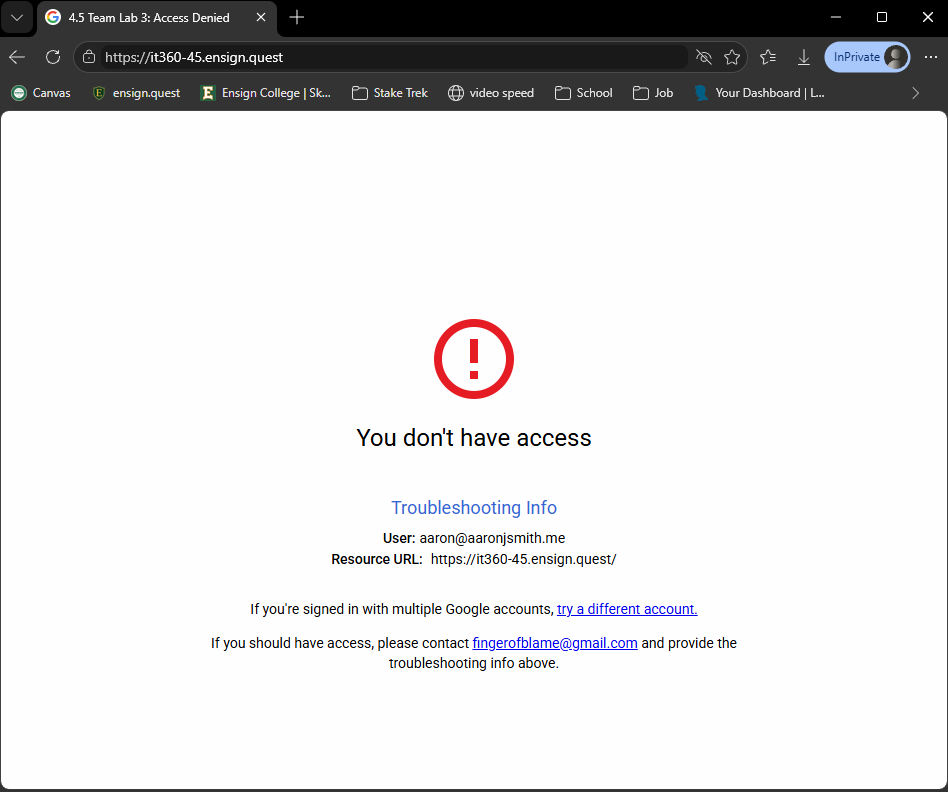 4.5 Team Lab 3: Access Denied
https://it360-45.ensign.quest
InPrivate
Canvas
ensign.quest
Ensign College | Sk...
Stake Trek
video speed
School
Job
Your Dashboard | L...
You don't have access
Troubleshooting Info
User: aaron@aaronjsmith.me
Resource URL: https://it360-45.ensign.quest/
If you're signed in with multiple Google accounts, try a different account.
If you should have access, please contact fingerofblame@gmail.com and provide the
troubleshooting info above.